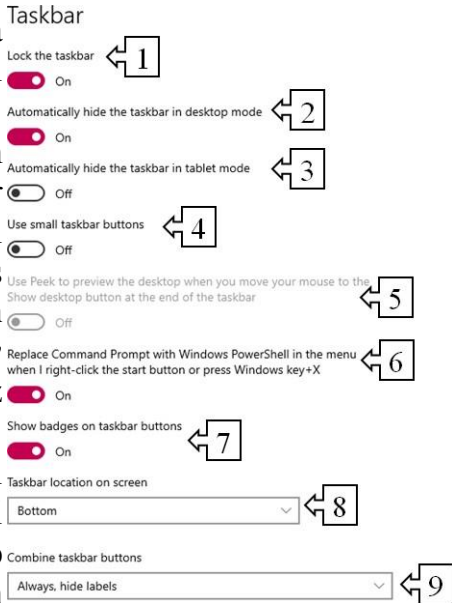 Taskbar
Lock the taskbar 1
On
Automatically hide the taskbar in desktop mode 2
On
Automatically hide the taskbar in tablet mode 3
Off
Use small taskbar buttons 4
Off
Use Peek to preview the desktop when you move your mouse to the
Show desktop button at the end of the taskbar 5
Off
Replace Command Prompt with Windows PowerShell in the menu
when I right-click the start button or press Windows key+X 6
On
Show badges on taskbar buttons 7
On
Taskbar location on screen
Bottom 8
Combine taskbar buttons
Always, hide labels 9